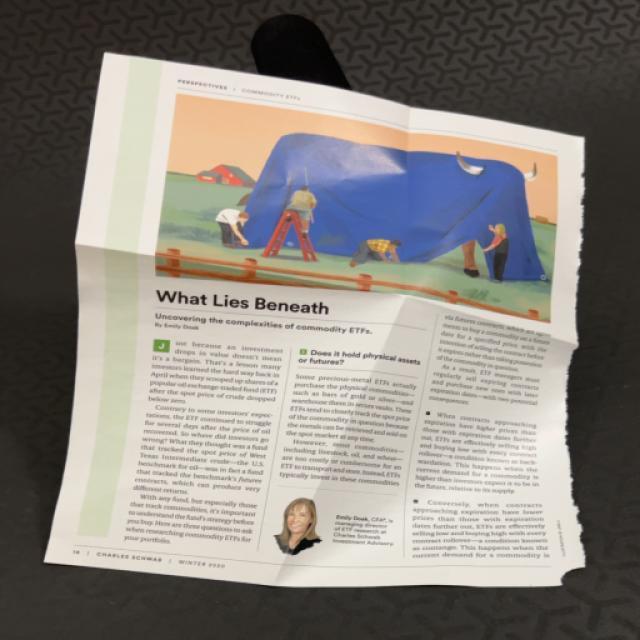 PERSPECTIVES | COMMODITY ETFs
What Lies Beneath
Uncovering the complexities of commodity ETFs.
By Emily Doak
Just because an investment
drops in value doesn't mean
it's a bargain. That's a lesson many
investors learned the hard way back in
April when they scooped up shares of a
popular oil exchange-traded fund (ETF)
after the spot price of crude dropped
below zero.
Contrary to some investors' expec-
tations, the ETF continued to struggle
for several days after the price of oil
recovered. So where did investors go
wrong? What they thought was a fund
that tracked the spot price of West
Texas Intermediate crude—the U.S.
benchmark for oil—was in fact a fund
that tracked the benchmark's futures
contracts, which can produce very
different returns.
With any fund, but especially those
that track commodities, it's important
to understand the fund's strategy before
you buy. Here are three questions to ask
when researching commodity ETFs for
your portfolio.
1 Does it hold physical assets
or futures?
Some precious-metal ETFs actually
purchase the physical commodities—
such as bars of gold or silver—and
warehouse them in secure vaults. These
ETFs tend to closely track the spot price
of the commodity in question because
the metals can be retrieved and sold on
the spot market at any time.
However, most commodities—
including livestock, oil, and wheat—
are too costly or cumbersome for an
ETF to transport and store. Instead, ETFs
typically invest in these commodities
Emily Doak, CFA®, is
managing director
of ETF research at
Charles Schwab
Investment Advisory.
via futures contracts, which are agree-
ments to buy a commodity on a future
date for a specified price, with the
intention of selling the contract before
it expires rather than taking possession
of the commodity in question.
As a result, ETF managers must
regularly sell expiring contracts
and purchase new ones with later
expiration dates—with two potential
consequences:
■ When contracts approaching
expiration have higher prices than
those with expiration dates further
out, ETFs are effectively selling high
and buying low with every contract
rollover—a condition known as back-
wardation. This happens when the
current demand for a commodity is
higher than investors expect it to be in
the future, relative to its supply.
■ Conversely, when contracts
approaching expiration have lower
prices than those with expiration
dates further out, ETFs are effectively
selling low and buying high with every
contract rollover—a condition known
as contango. This happens when the
current demand for a commodity is
18 | CHARLES SCHWAB | WINTER 2020